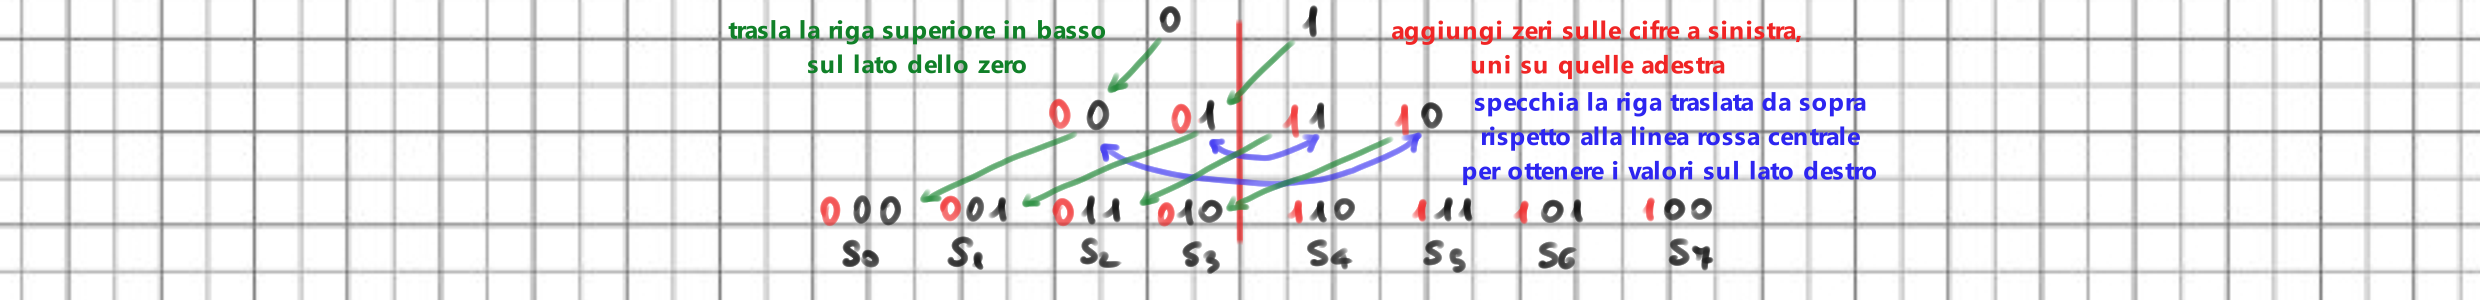 0 1
trasla la riga superiore in basso
sul lato dello zero
aggiungi zeri sulle cifre a sinistra,
uni su quelle adestra
00 01 11 10
specchia la riga traslata da sopra
rispetto alla linea rossa centrale
per ottenere i valori sul lato destro
000 001 011 010 110 111 101 100
S0 S1 S2 S3 S4 S5 S6 S7